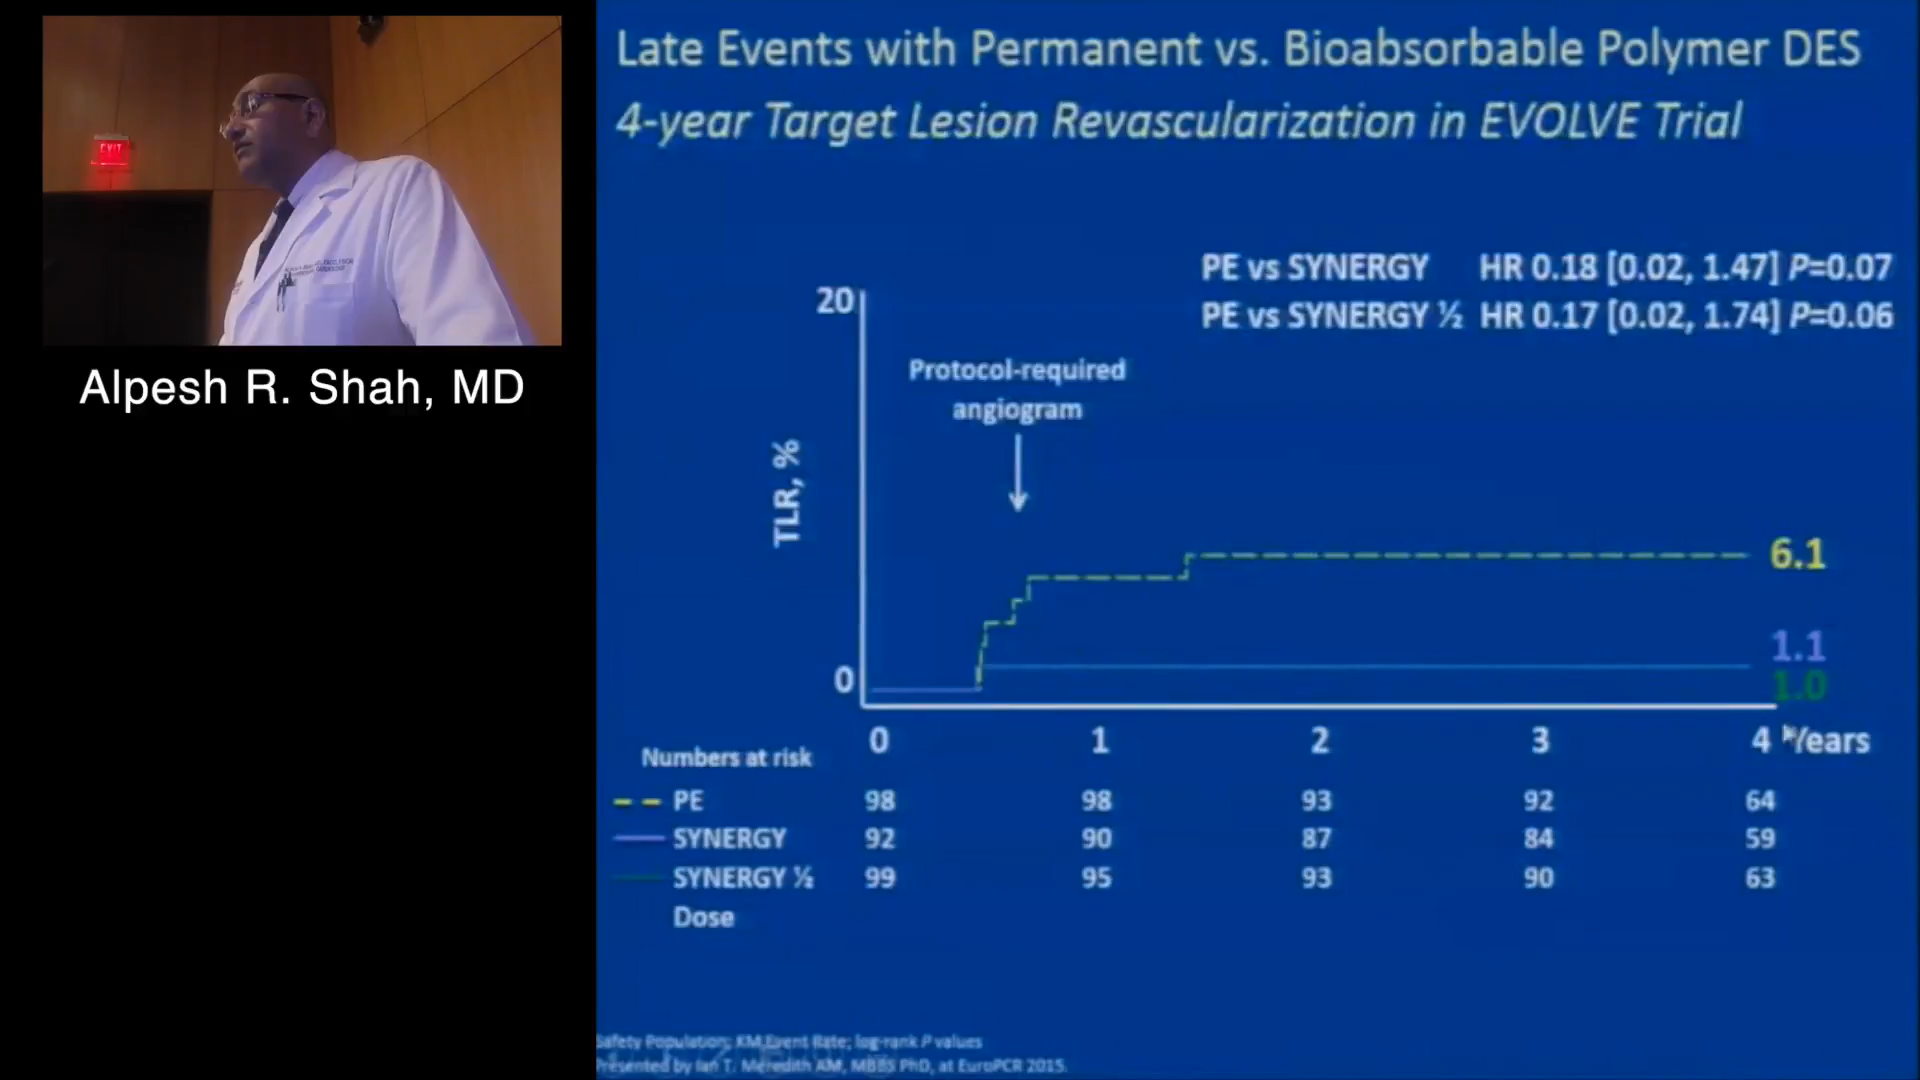 EXIT
Alpesh R. Shah, MD
Late Events with Permanent vs. Bioabsorbable Polymer DES
4-year Target Lesion Revascularization in EVOLVE Trial
PE vs SYNERGY HR 0.18 [0.02, 1.47] P=0.07
PE vs SYNERGY ½ HR 0.17 [0.02, 1.74] P=0.06
20
Protocol-required
angiogram
TLR, %
6.1
1.1
1.0
0
0 1 2 3 4 Years
Numbers at risk
PE 98 98 93 92 64
SYNERGY 92 90 87 84 59
SYNERGY ½ 99 95 93 90 63
Dose
Safety Population; KM Event Rate; log-rank P values
Presented by Ian T. Meredith AM, MBBS PhD, at EuroPCR 2015.